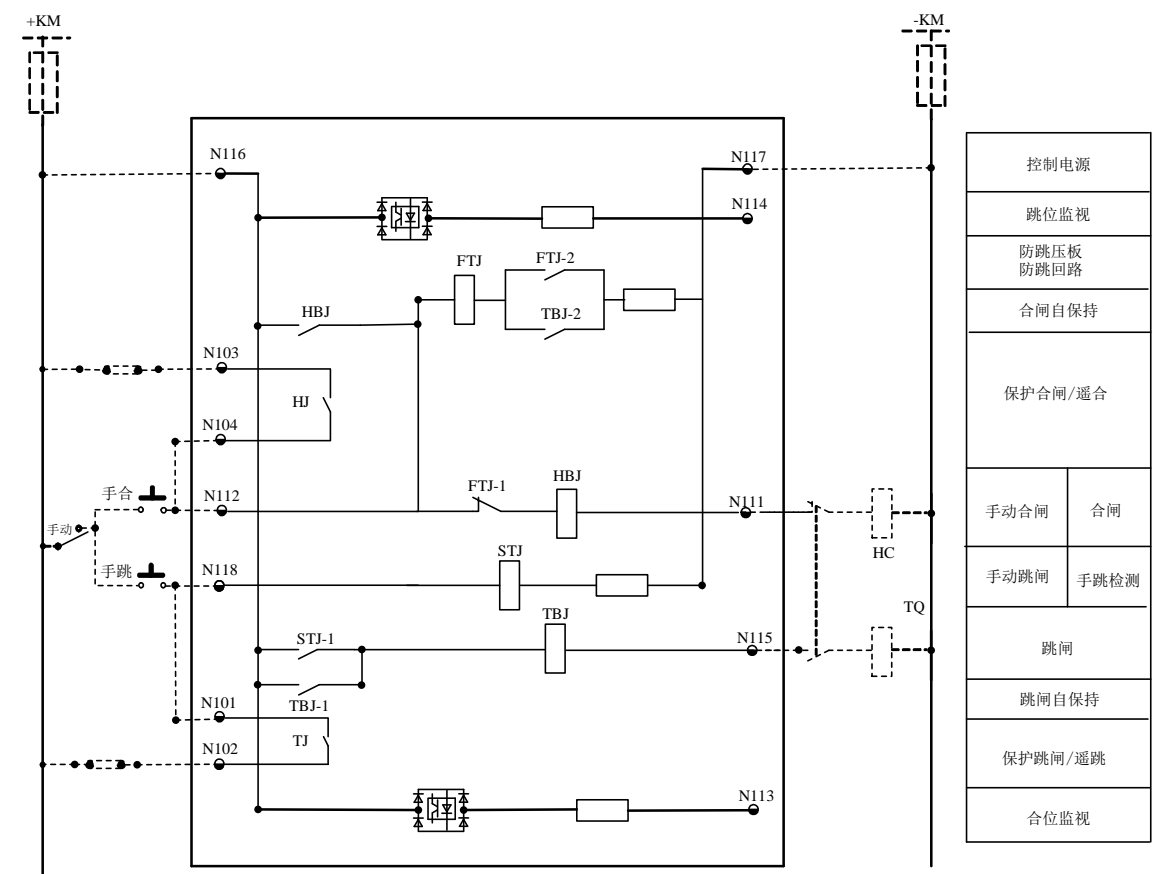 +KM
-KM
N116
N117
N114
FTJ
FTJ-2
HBJ
TBJ-2
N103
HJ
N104
手合
N112
FTJ-1
HBJ
N111
手动
HC
手跳
N118
STJ
TBJ
TQ
STJ-1
N115
N101
TBJ-1
TJ
N102
N113
控制电源
跳位监视
防跳压板
防跳回路
合闸自保持
保护合闸/遥合
手动合闸
合闸
手动跳闸
手跳检测
跳闸
跳闸自保持
保护跳闸/遥跳
合位监视